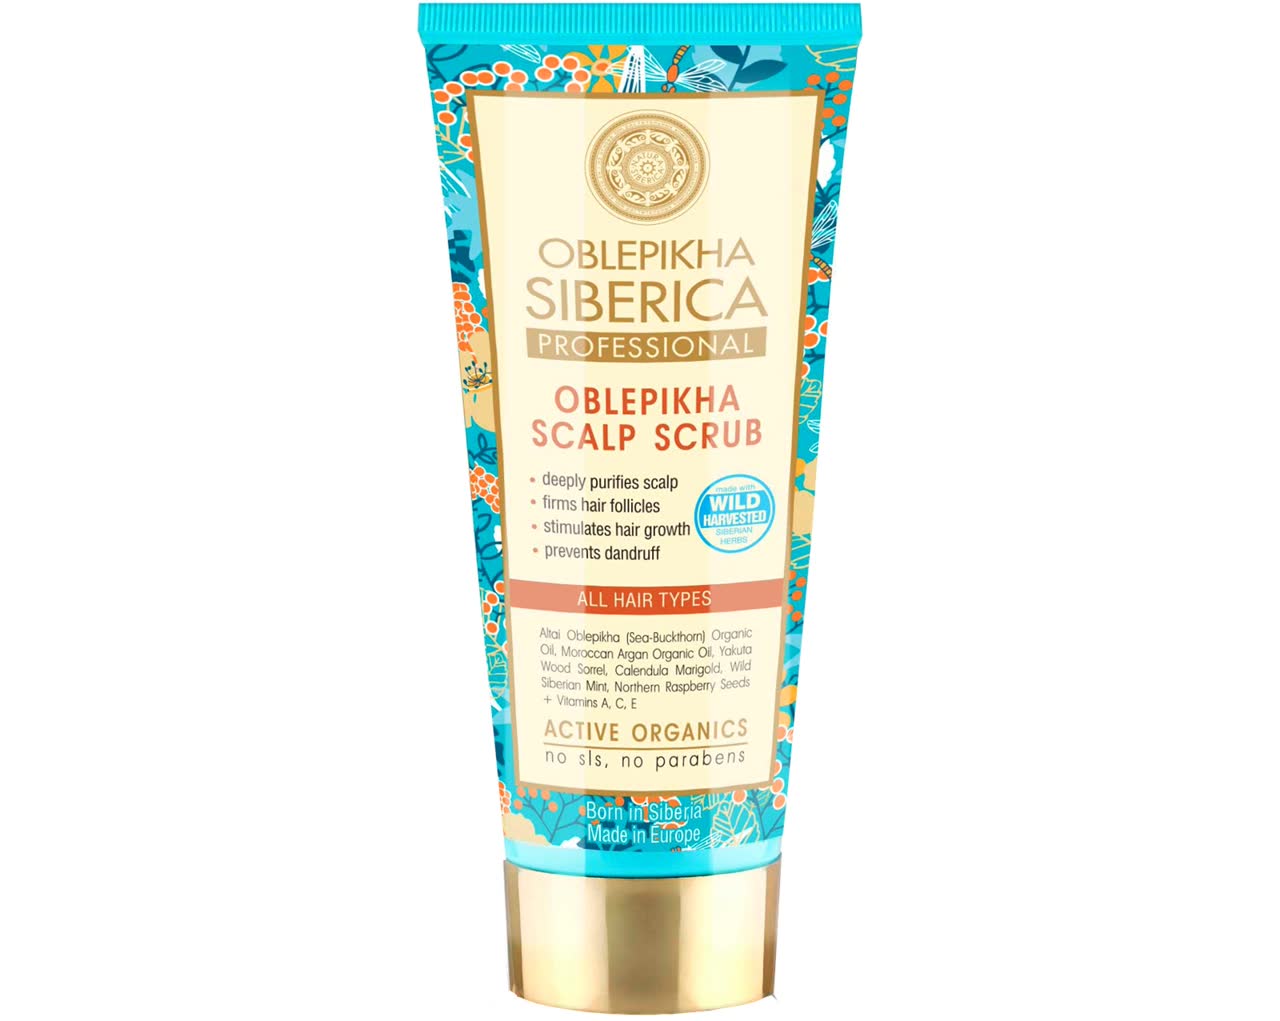 NATURA
SIBERICA
OBLEPIKHA
SIBERICA
PROFESSIONAL
OBLEPIKHA
SCALP SCRUB
• deeply purifies scalp
• firms hair follicles
• stimulates hair growth
• prevents dandruff
made with
WILD
HARVESTED
SIBERIAN
HERBS
ALL HAIR TYPES
Altai Oblepikha (Sea-Buckthorn) Organic
Oil, Moroccan Argan Organic Oil, Yakuta
Wood Sorrel, Calendula Marigold, Wild
Siberian Mint, Northern Raspberry Seeds
+ Vitamins A, C, E
ACTIVE ORGANICS
no sls, no parabens
Born in Siberia
Made in Europe